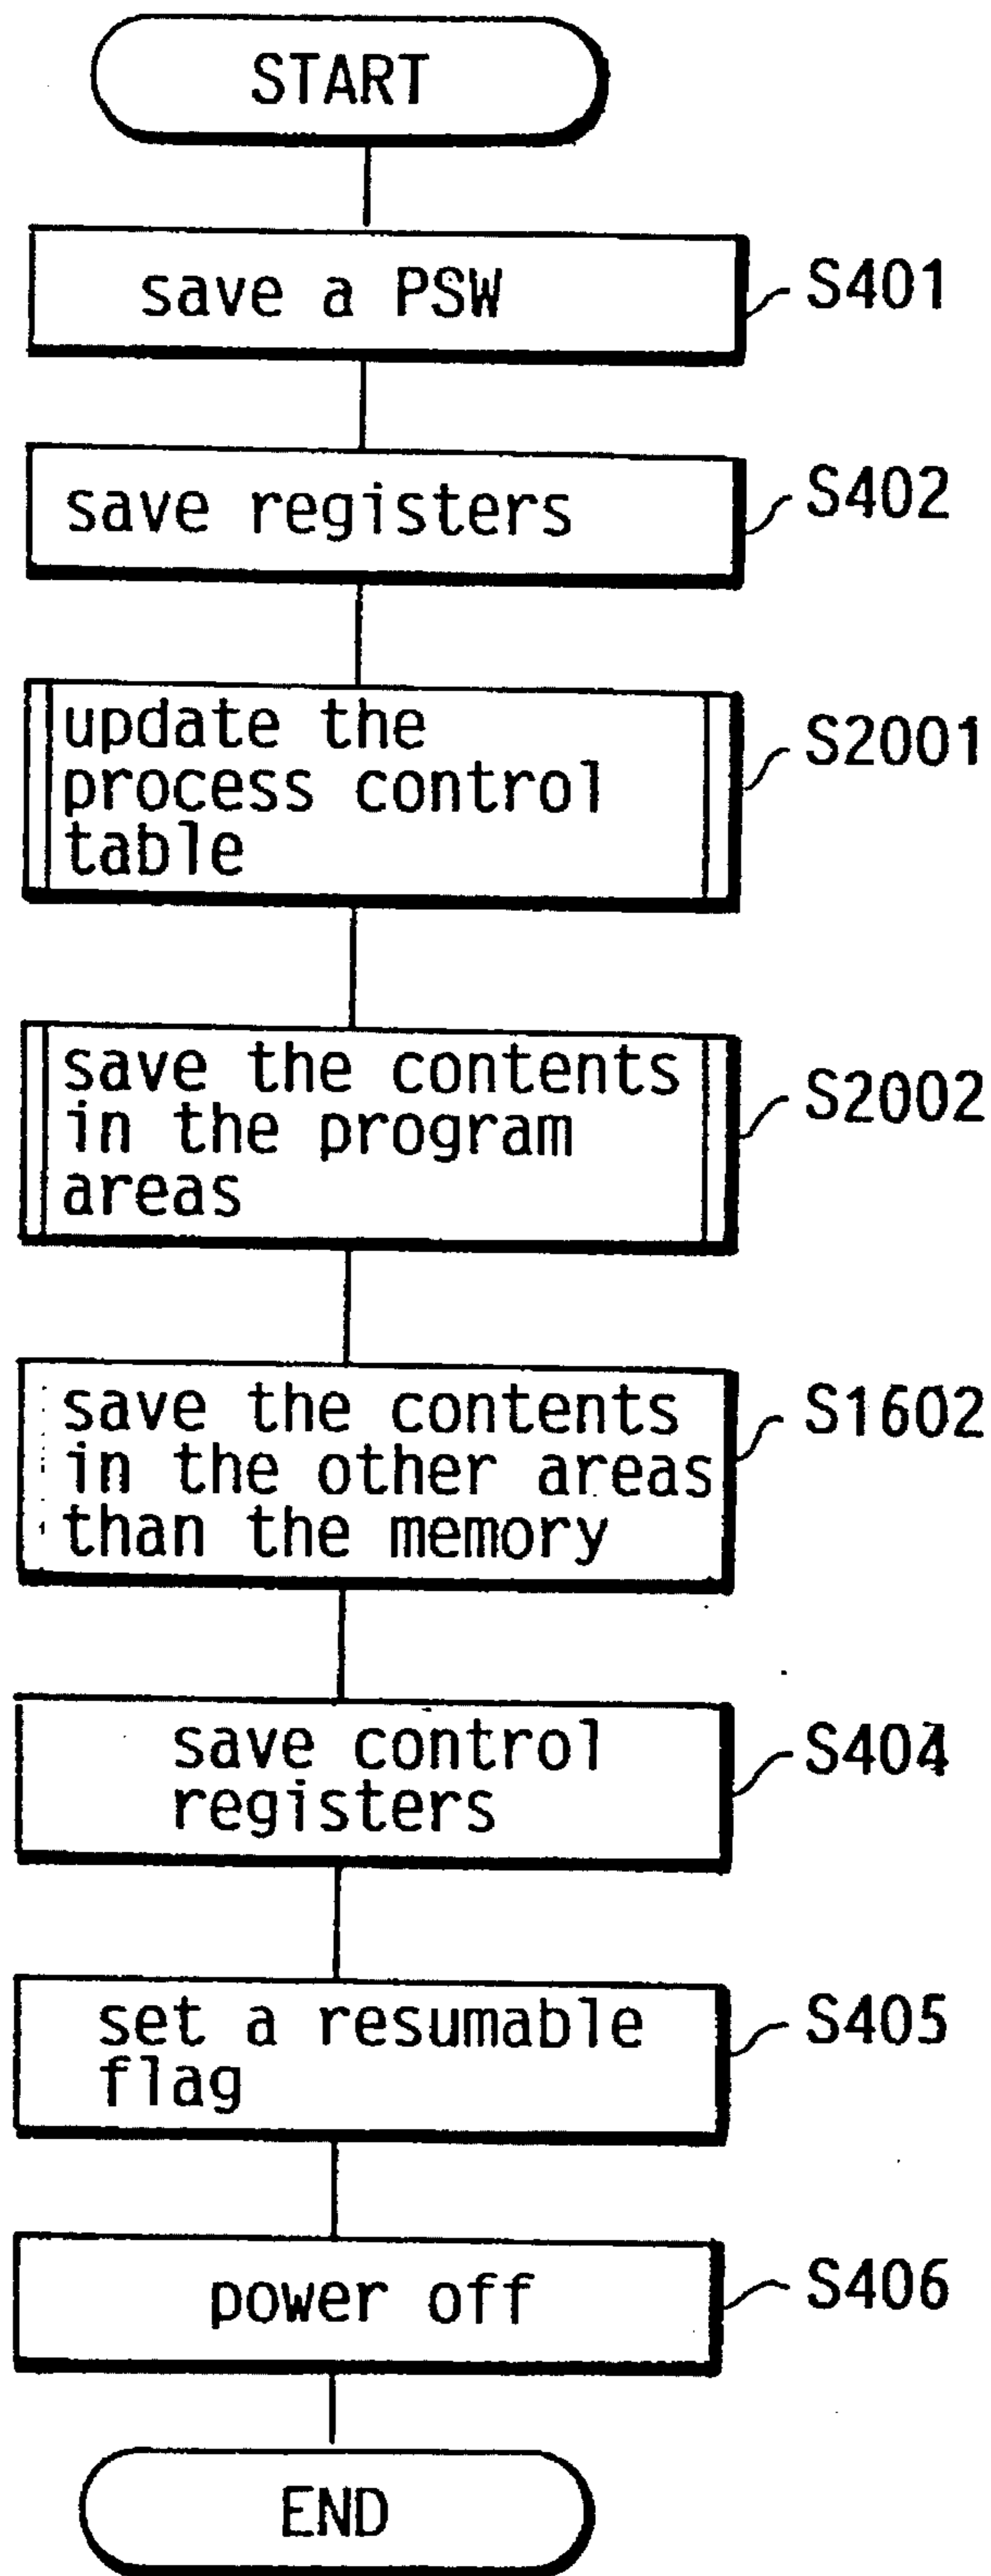 START
save a PSW
S401
save registers
S402
update the
process control
table
S2001
save the contents
in the program
areas
S2002
save the contents
in the other areas
than the memory
S1602
save control
registers
S404
set a resumable
flag
S405
power off
S406
END